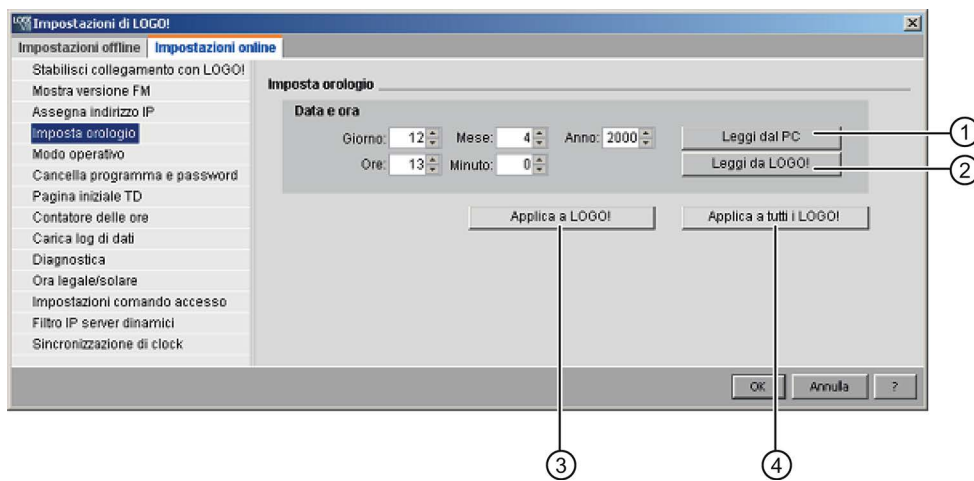 Impostazioni di LOGO!
Impostazioni offline Impostazioni online
Stabilisci collegamento con LOGO!
Mostra versione FM
Assegna indirizzo IP
Imposta orologio
Modo operativo
Cancella programma e password
Pagina iniziale TD
Contatore delle ore
Carica log di dati
Diagnostica
Ora legale/solare
Impostazioni comando accesso
Filtro IP server dinamici
Sincronizzazione di clock
Imposta orologio
Data e ora
Giorno: 12 Mese: 4 Anno: 2000 Leggi dal PC
Ore: 13 Minuto: 0 Leggi da LOGO!
Applica a LOGO! Applica a tutti i LOGO!
OK Annulla ?
1
2
3
4